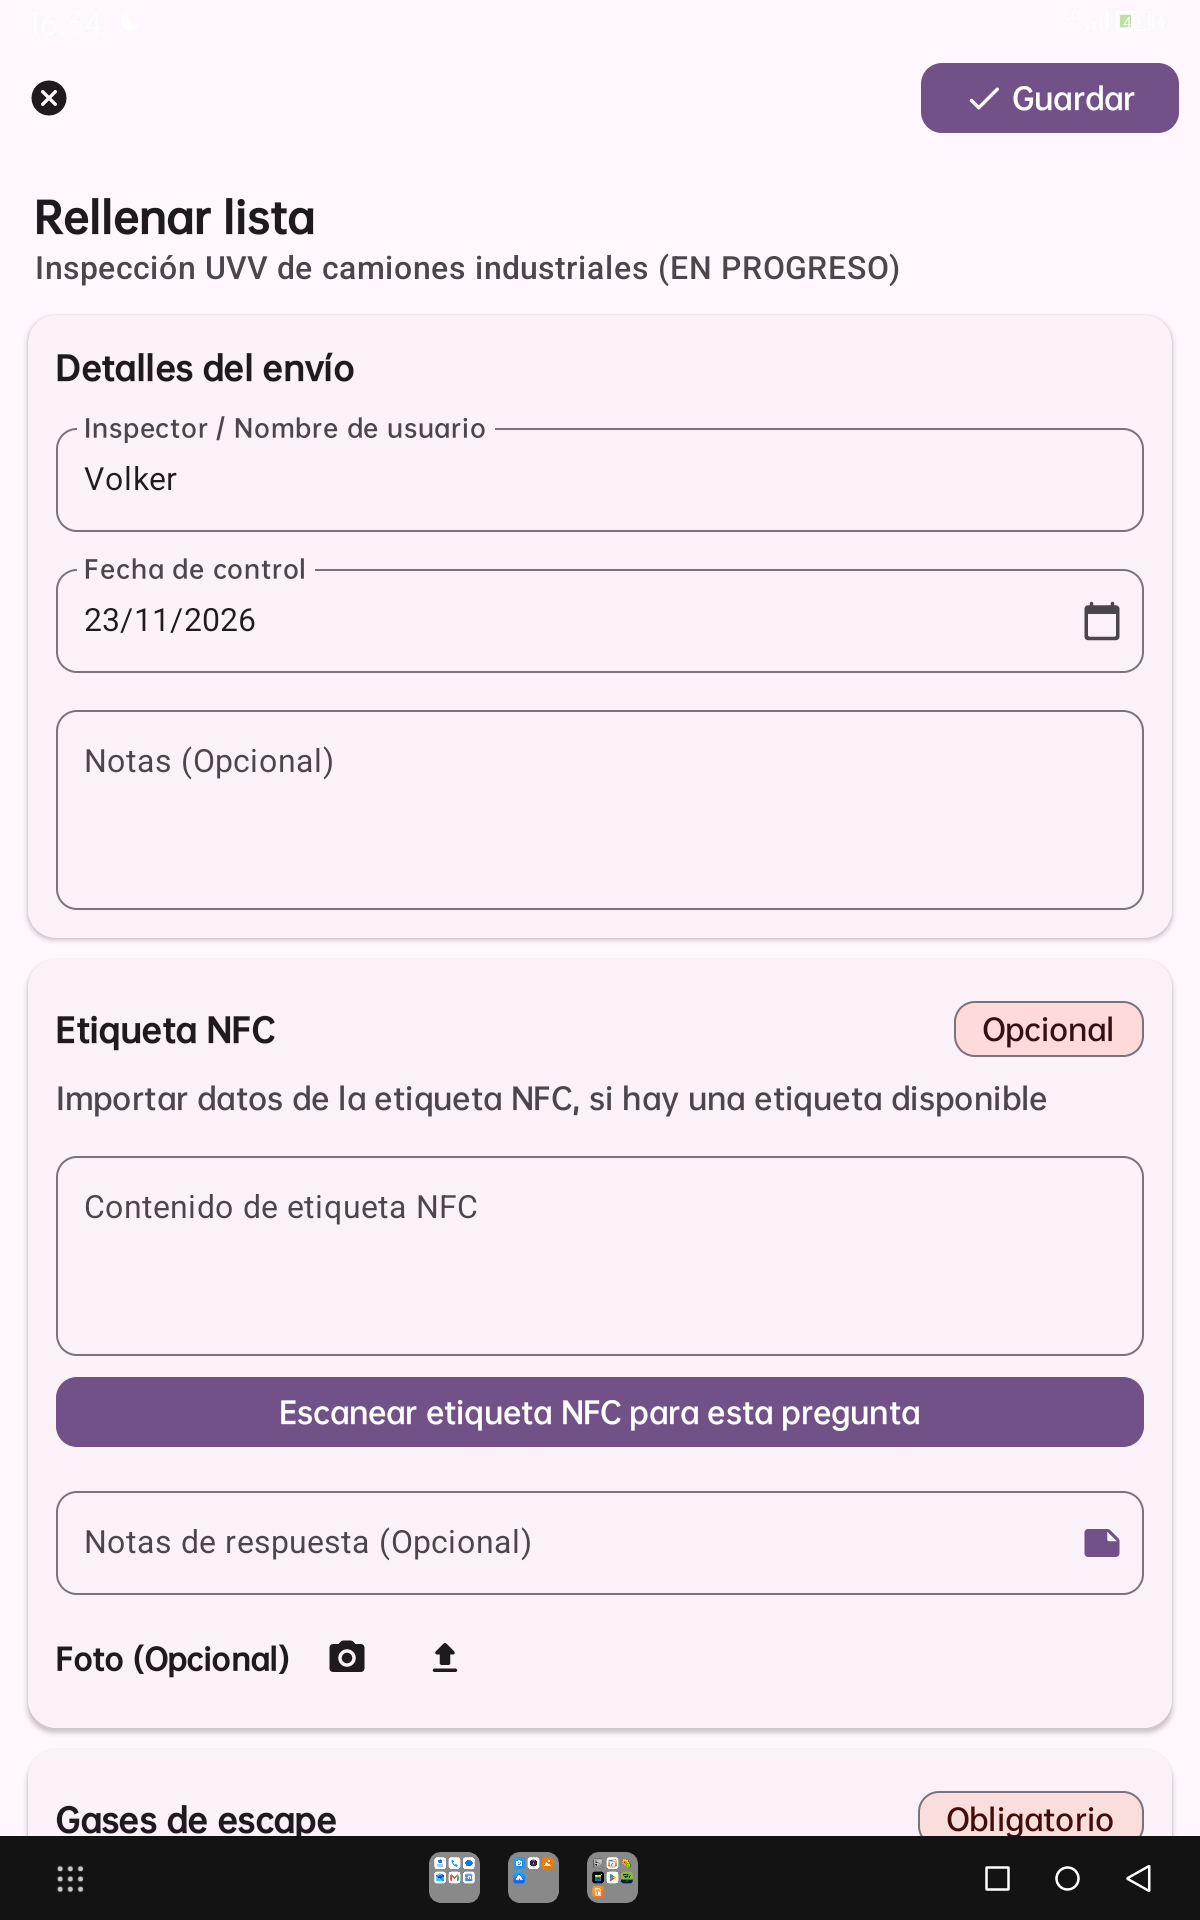 16:34
Guardar
Rellenar lista
Inspección UVV de camiones industriales (EN PROGRESO)
Detalles del envío
Inspector / Nombre de usuario
Volker
Fecha de control
23/11/2026
Notas (Opcional)
Etiqueta NFC
Opcional
Importar datos de la etiqueta NFC, si hay una etiqueta disponible
Contenido de etiqueta NFC
Escanear etiqueta NFC para esta pregunta
Notas de respuesta (Opcional)
Foto (Opcional)
Gases de escape
Obligatorio